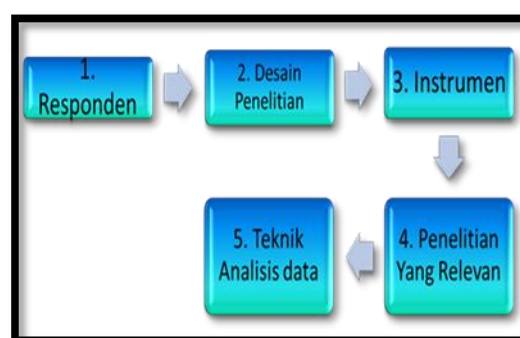 1.
Responden
2. Desain
Penelitian
3. Instrumen
4. Penelitian
Yang Relevan
5. Teknik
Analisis data